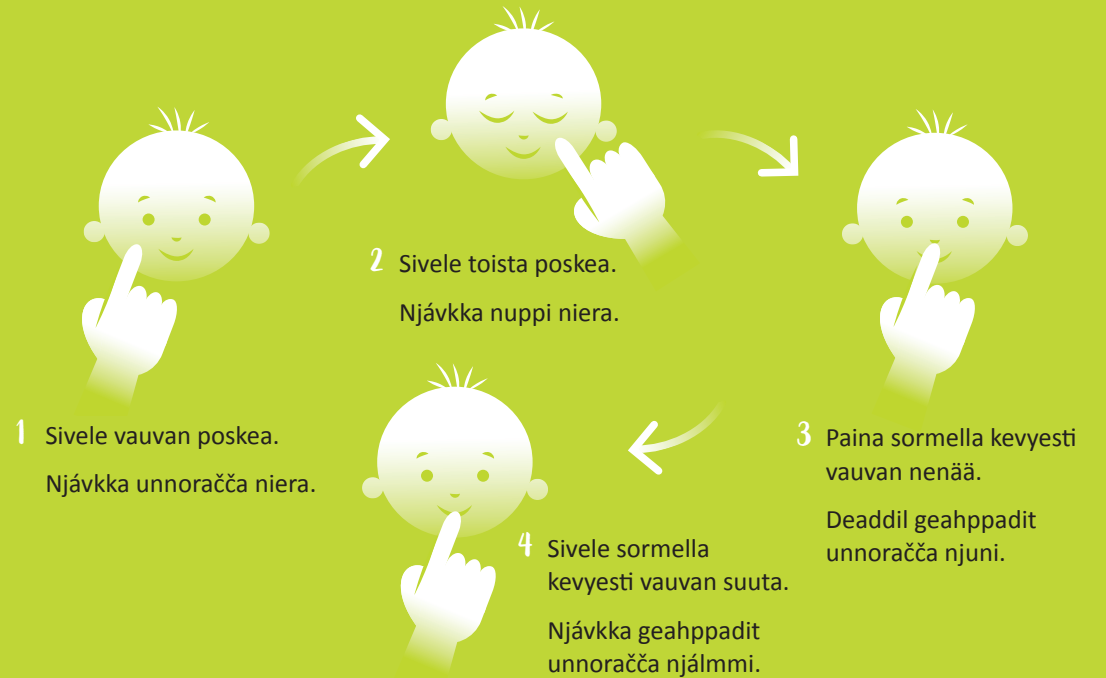 1 Sivele vauvan poskea.
Njávkka unnoračča niera.
2 Sivele toista poskea.
Njávkka nuppi niera.
3 Paina sormella kevyesti
vauvan nenää.
Deaddil geahppadit
unnoračča njuni.
4 Sivele sormella
kevyesti vauvan suuta.
Njávkka geahppadit
unnoračča njálmmi.